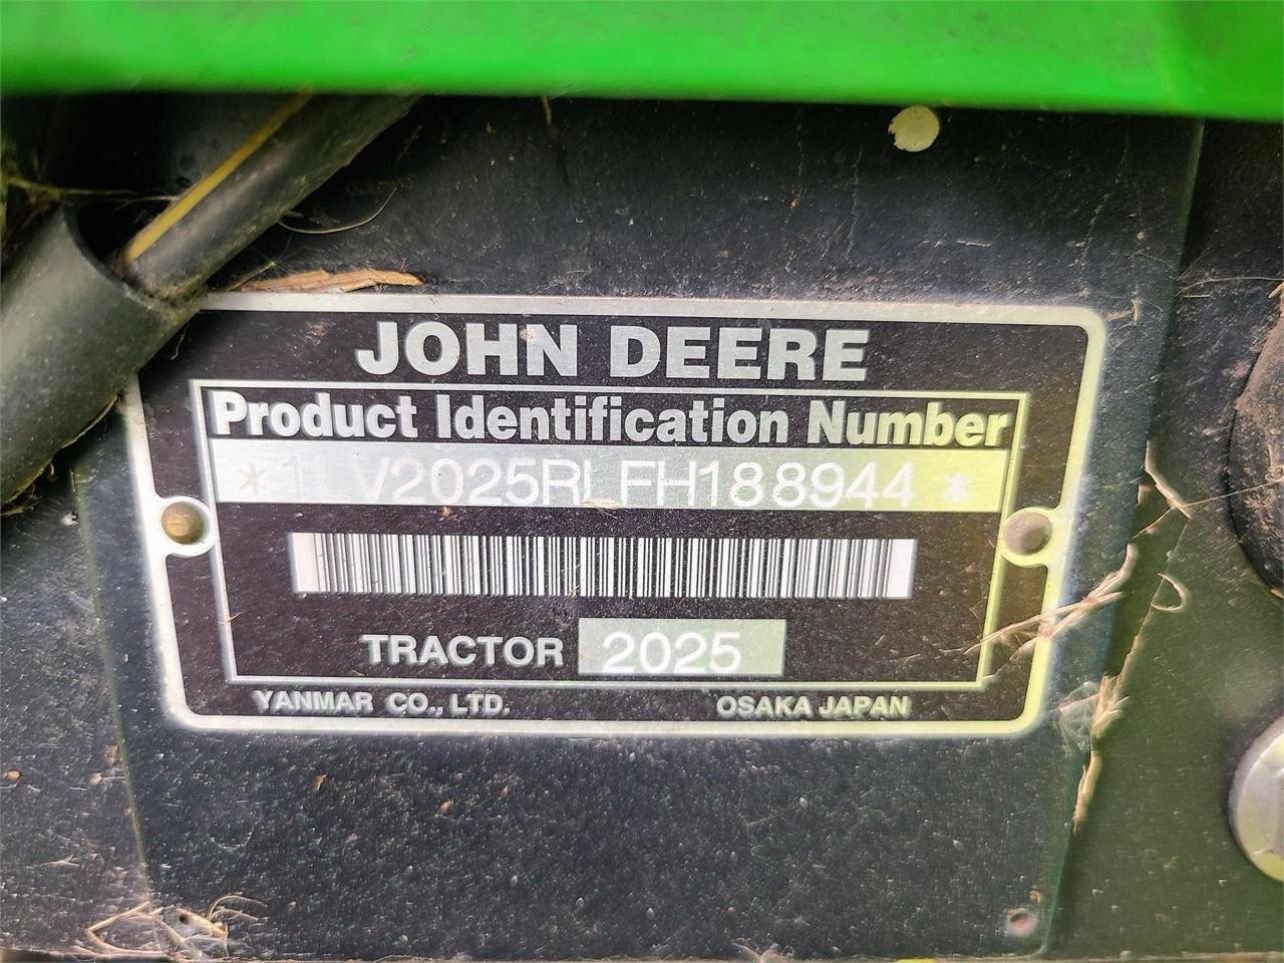 JOHN DEERE
Product Identification Number
*1LV2025RLFH188944*
TRACTOR 2025
YANMAR CO., LTD. OSAKA JAPAN